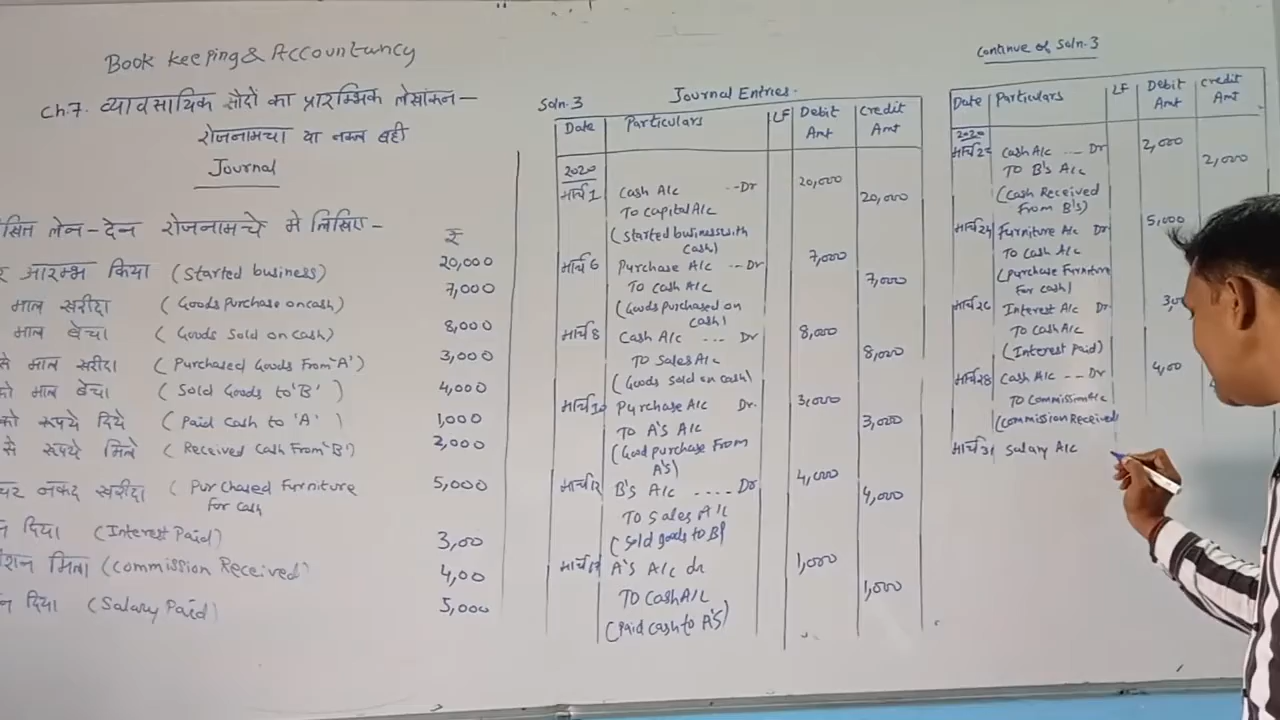 Book Keeping & Accountancy
Ch.7. व्यावसायिक सौदों का प्रारम्भिक लेखांकन –
रोजनामचा या नकल बही
Journal
लेन-देन रोजनामचे मे लिखिए-
₹
आरम्भ किया (Started business) 20,000
माल खरीदा (Goods Purchase on cash) 7,000
माल बेचा (Goods Sold on Cash) 8,000
से माल खरीदा (Purchased Goods From 'A') 3,000
को माल बेचा (Sold Goods to 'B') 4,000
को रूपये दिये (Paid Cash to 'A') 1,000
से रूपये मिले (Received Cash From 'B') 2,000
नकद खरीदा (Purchased Furniture 5,000
For cash
दिया (Interest Paid) 3,00
मिला (Commission Received) 4,00
दिया (Salary Paid) 5,000
Soln.3 Journal Entries.
Date Particulars LF Debit Amt Credit Amt
2020
मार्च 1 Cash A/c --Dr 20,000
To Capital A/c 20,000
(Started business with
Cash)
मार्च 6 Purchase A/c --Dr 7,000
To Cash A/c 7,000
(Goods Purchased on
Cash)
मार्च 8 Cash A/c ... Dr 8,000
To Sales A/c 8,000
(Goods sold on cash)
मार्च 10 Purchase A/c Dr. 3,000
To A'S A/c 3,000
(Good purchase From
A's)
मार्च 12 B's A/c .... Dr 4,000
To Sales A/c 4,000
(Sold goods to B)
मार्च A'S A/c dr 1,000
To Cash A/c 1,000
(Paid cash to A'S)
Continue of Soln.3
Date Particulars LF Debit Amt Credit Amt
2020
मार्च Cash A/c ... Dr 2,000
To B's A/c 2,000
(Cash Received
From B's)
मार्च 24 Furniture A/c Dr 5,000
To Cash A/c
(Purchase Furniture
For cash)
मार्च 26 Interest A/c Dr
To Cash A/c
(Interest Paid)
मार्च 28 Cash A/c --- Dr 4,00
To Commission A/c
(Commission Received
मार्च 31 Salary A/c